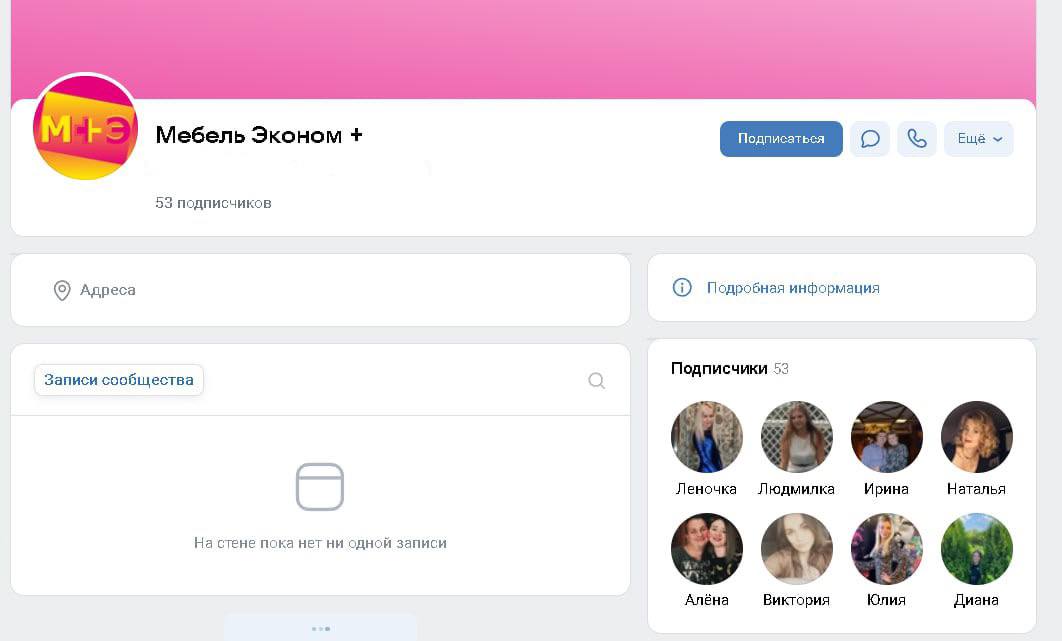 М+Э
Мебель Эконом +
Подписаться
Ещё
53 подписчиков
Адреса
Подробная информация
Записи сообщества
На стене пока нет ни одной записи
Подписчики 53
Леночка Людмилка Ирина Наталья
Алёна Виктория Юлия Диана